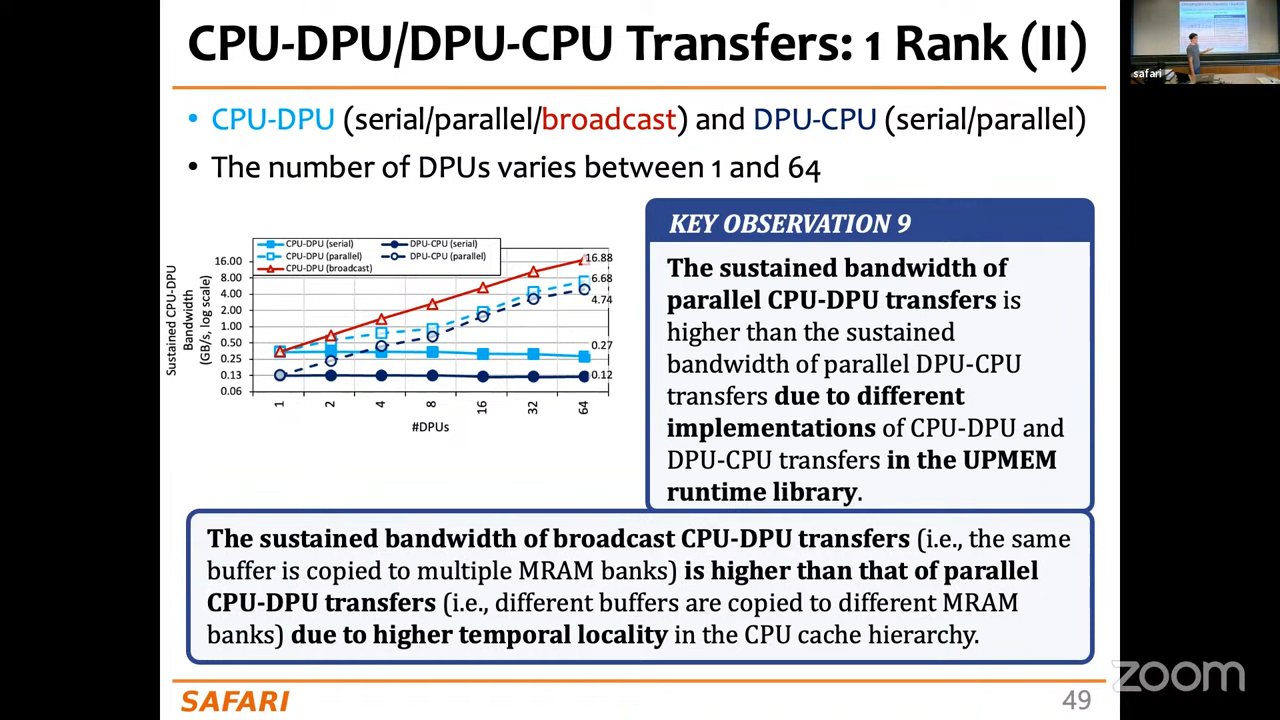 CPU-DPU/DPU-CPU Transfers: 1 Rank (II)
safari
• CPU-DPU (serial/parallel/broadcast) and DPU-CPU (serial/parallel)
• The number of DPUs varies between 1 and 64
Sustained CPU-DPU
Bandwidth
(GB/s, log scale)
CPU-DPU (serial)
DPU-CPU (serial)
CPU-DPU (parallel)
DPU-CPU (parallel)
CPU-DPU (broadcast)
16.00
8.00
4.00
2.00
1.00
0.50
0.25
0.13
0.06
16.88
6.68
4.74
0.27
0.12
1 2 4 8 16 32 64
#DPUs
KEY OBSERVATION 9
The sustained bandwidth of
parallel CPU-DPU transfers is
higher than the sustained
bandwidth of parallel DPU-CPU
transfers due to different
implementations of CPU-DPU and
DPU-CPU transfers in the UPMEM
runtime library.
The sustained bandwidth of broadcast CPU-DPU transfers (i.e., the same
buffer is copied to multiple MRAM banks) is higher than that of parallel
CPU-DPU transfers (i.e., different buffers are copied to different MRAM
banks) due to higher temporal locality in the CPU cache hierarchy.
SAFARI
49
zoom